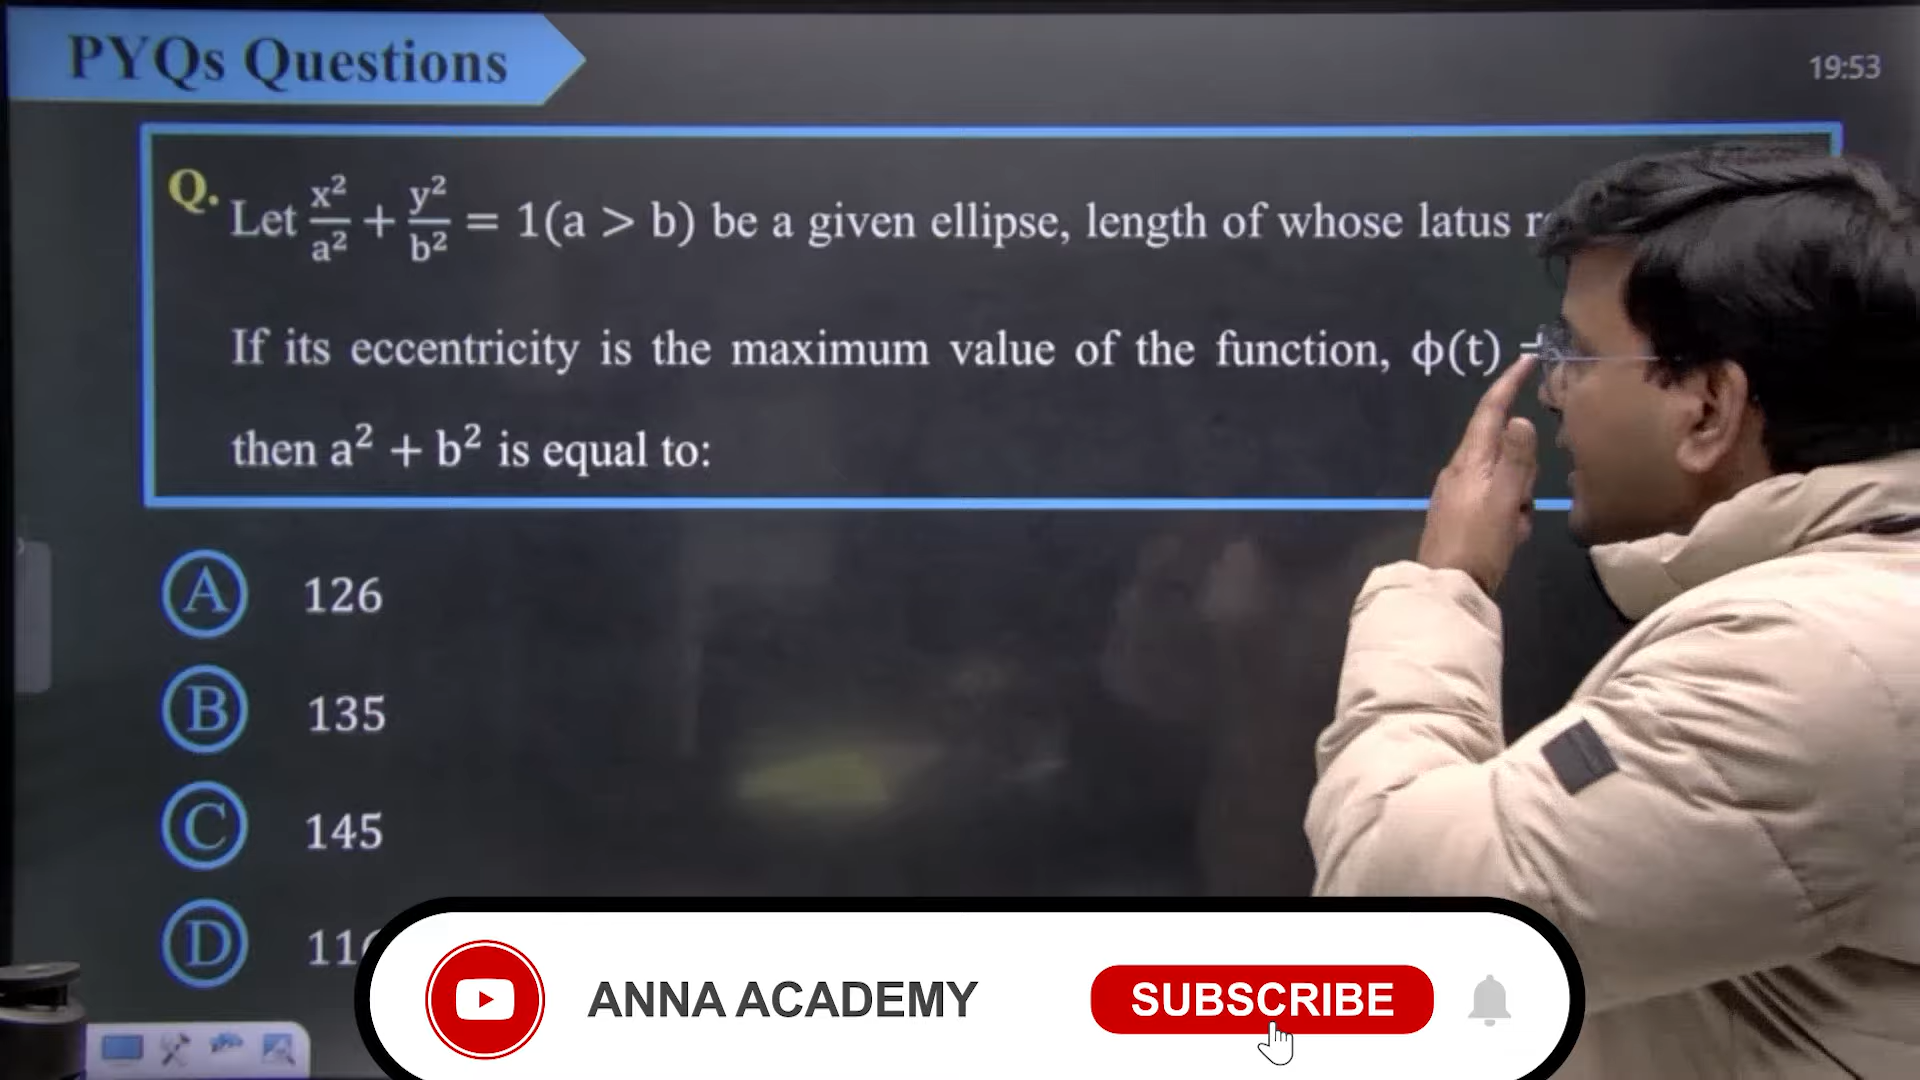 PYQs Questions
19:53
Q. Let x²/a² + y²/b² = 1(a > b) be a given ellipse, length of whose latus
If its eccentricity is the maximum value of the function, ϕ(t)
then a² + b² is equal to:
A 126
B 135
C 145
D
ANNA ACADEMY
SUBSCRIBE